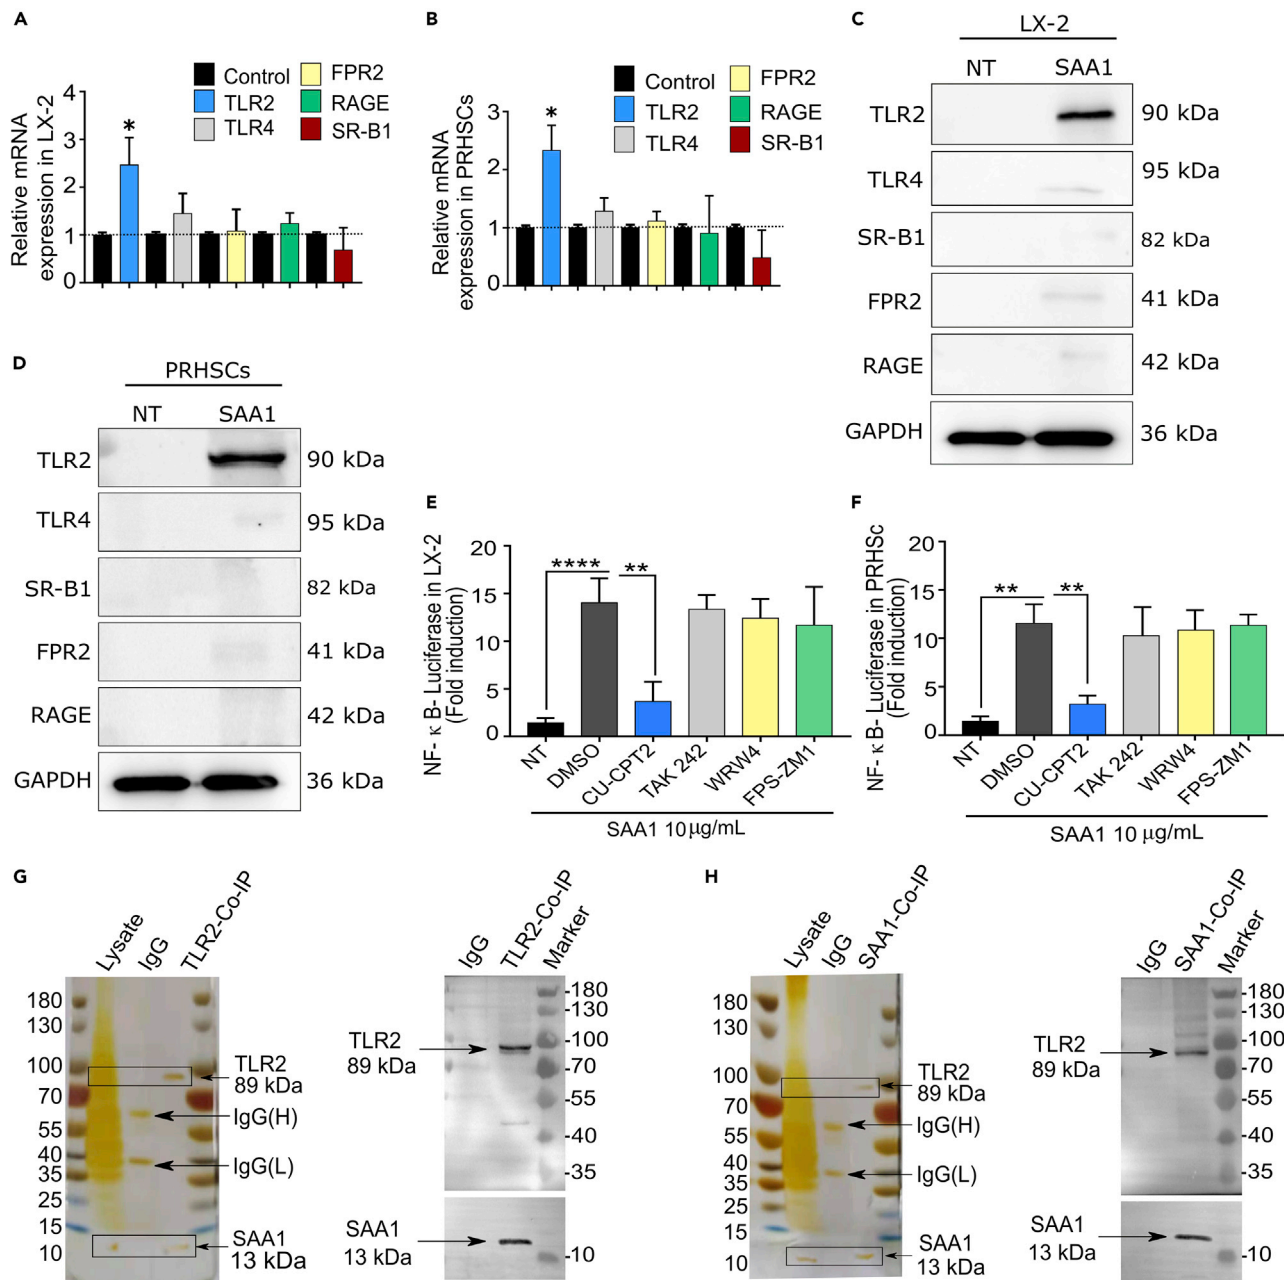 A
Relative mRNA
expression in LX-2
4
3
2
1
0
*
Control
TLR2
TLR4
FPR2
RAGE
SR-B1
B
Relative mRNA
expression in PRHSCs
3
2
1
0
*
Control
TLR2
TLR4
FPR2
RAGE
SR-B1
C
LX-2
NT SAA1
TLR2 90 kDa
TLR4 95 kDa
SR-B1 82 kDa
FPR2 41 kDa
RAGE 42 kDa
GAPDH 36 kDa
D
PRHSCs
NT SAA1
TLR2 90 kDa
TLR4 95 kDa
SR-B1 82 kDa
FPR2 41 kDa
RAGE 42 kDa
GAPDH 36 kDa
E
NF- κ B- Luciferase in LX-2
(Fold induction)
20
15
10
5
0
**** **
NT
DMSO
CU-CPT2
TAK 242
WRW4
FPS-ZM1
SAA1 10 μg/mL
F
NF- κ B- Luciferase in PRHSc
(Fold induction)
20
15
10
5
0
** **
NT
DMSO
CU-CPT2
TAK 242
WRW4
FPS-ZM1
SAA1 10 μg/mL
G
Lysate
IgG
TLR2-Co-IP
180
130
100
70
55
40
35
25
15
10
TLR2
89 kDa
IgG(H)
IgG(L)
SAA1
13 kDa
IgG
TLR2-Co-IP
Marker
TLR2
89 kDa
SAA1
13 kDa
-180
-130
-100
-70
-55
-40
-35
-10
H
Lysate
IgG
SAA1-Co-IP
180
130
100
70
55
40
35
25
15
10
TLR2
89 kDa
IgG(H)
IgG(L)
SAA1
13 kDa
IgG
SAA1-Co-IP
Marker
TLR2
89 kDa
SAA1
13 kDa
-180
-130
-100
-70
-55
-40
-35
-10